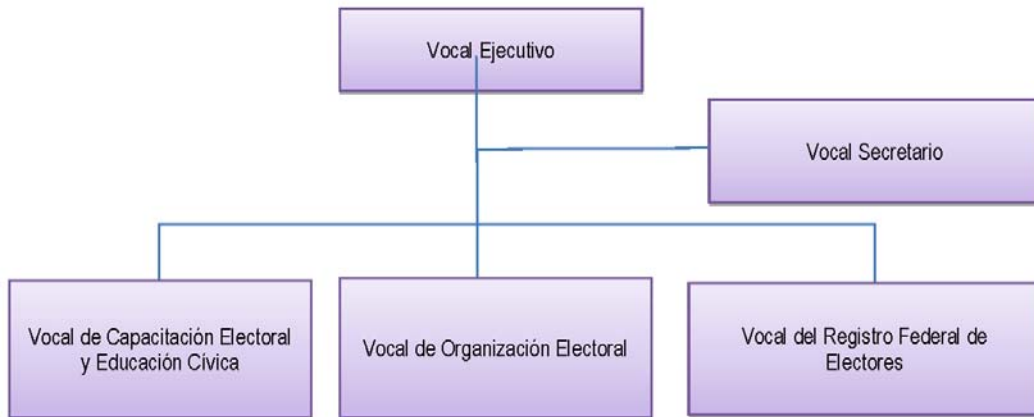 Vocal Ejecutivo
Vocal Secretario
Vocal de Capacitación Electoral
y Educación Cívica
Vocal de Organización Electoral
Vocal del Registro Federal de
Electores